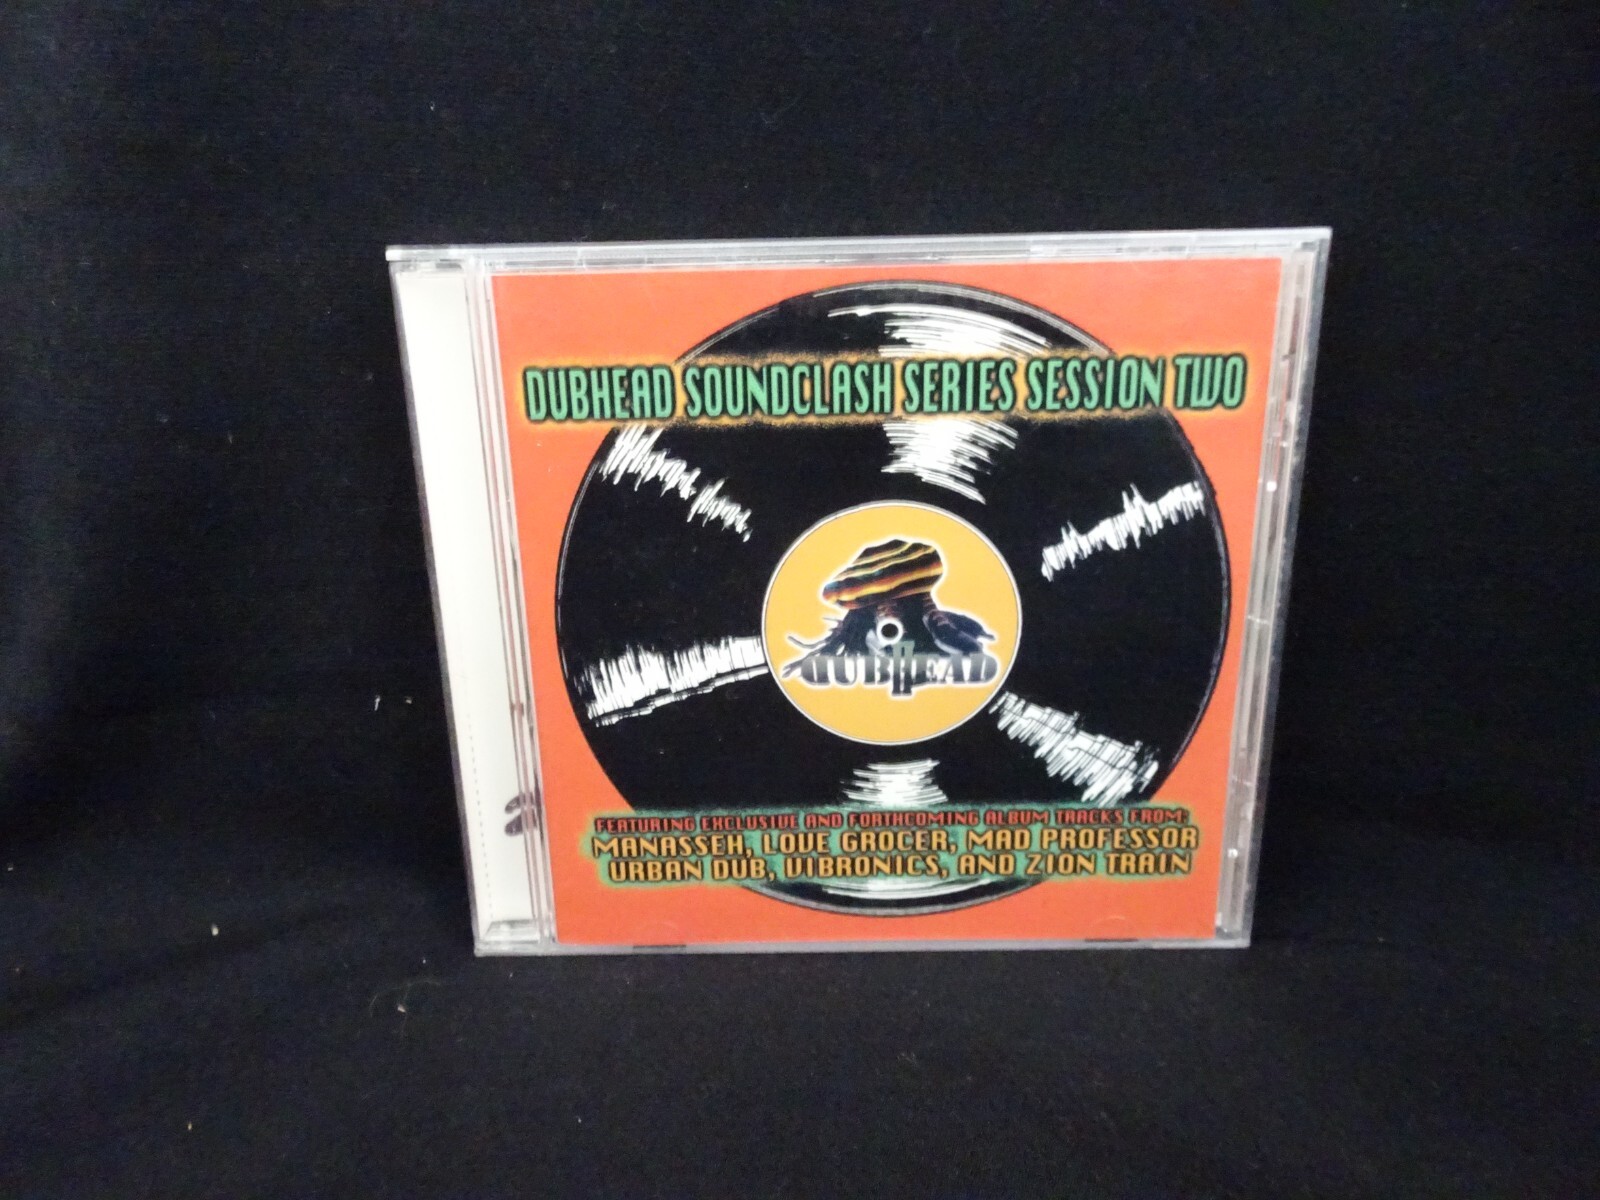 DUBHEAD SOUNDCLASH SERIES SESSION TWO
DUBHEAD
FEATURING EXCLUSIVE AND FORTHCOMING ALBUM TRACKS FROM:
MANASSEH, LOVE GROCER, MAD PROFESSOR
URBAN DUB, VIBRONICS, AND ZION TRAIN